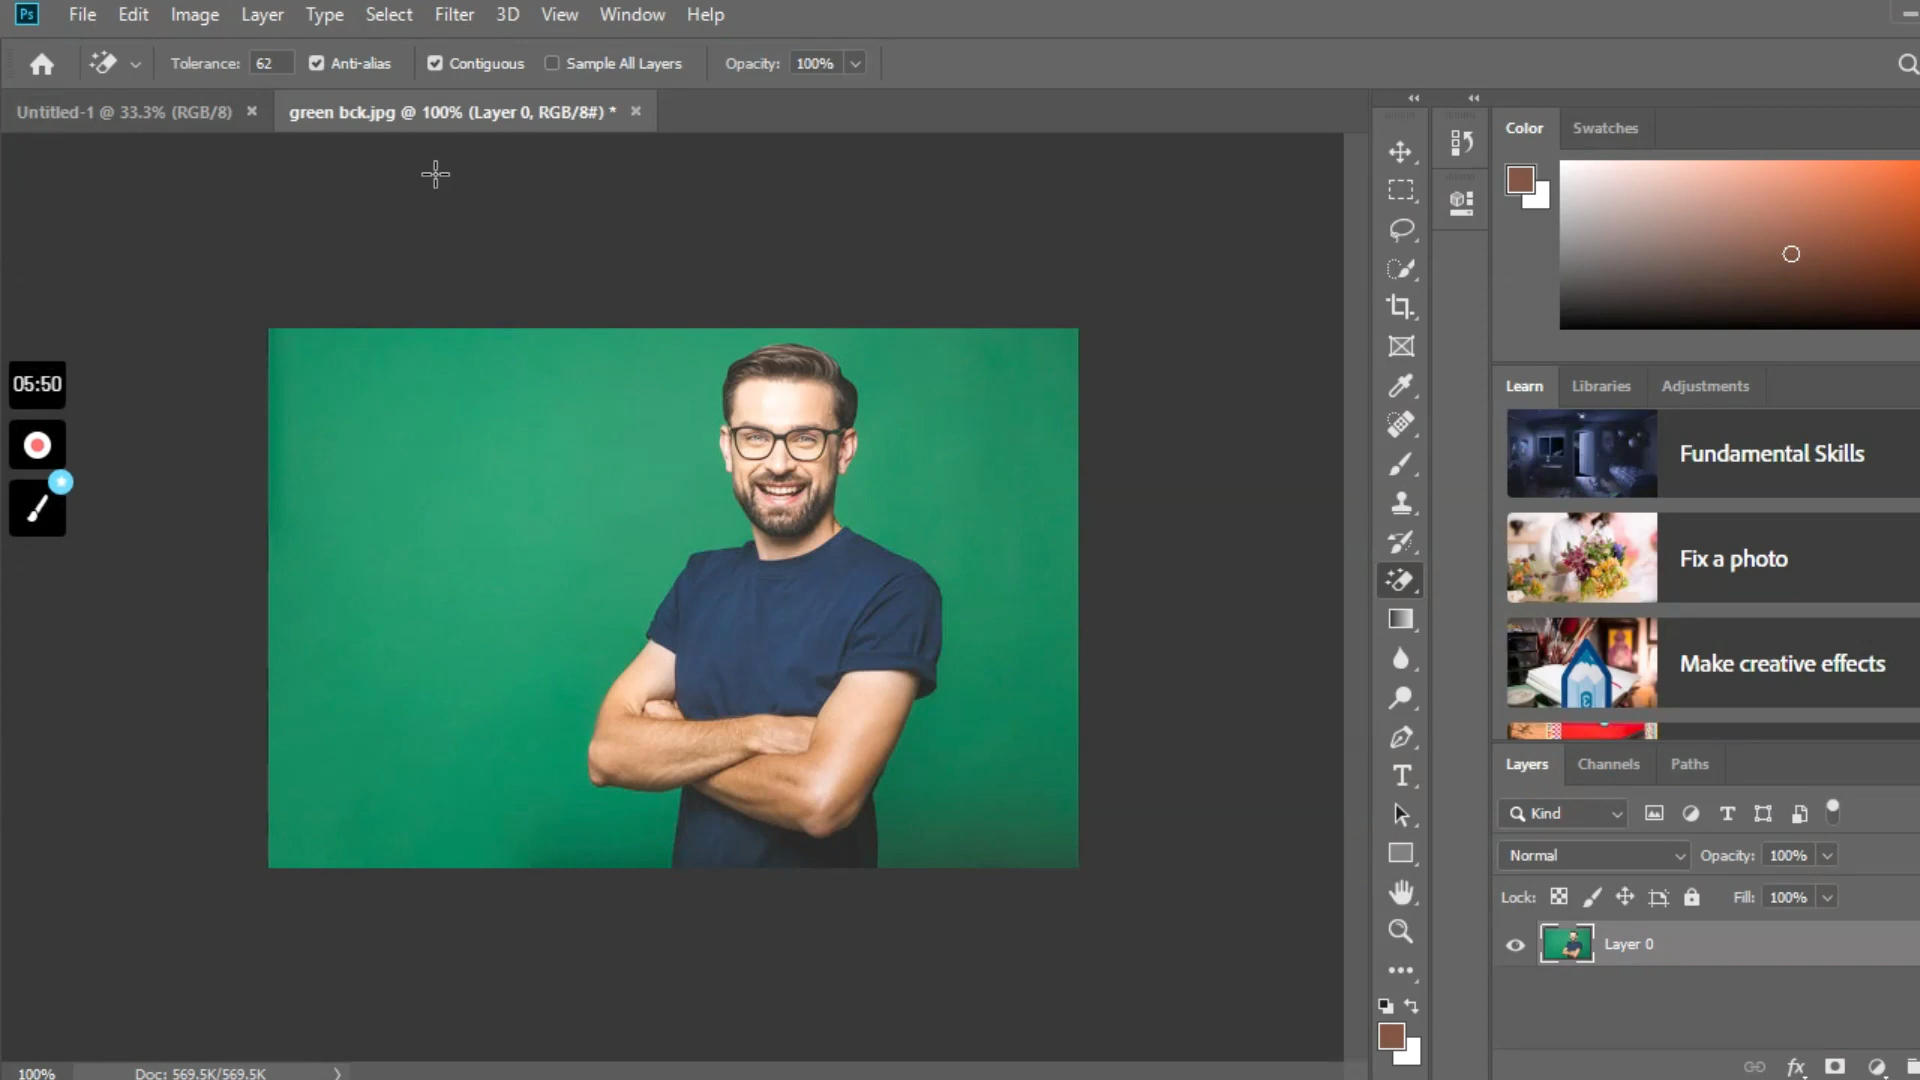 Ps File Edit Image Layer Type Select Filter 3D View Window Help
Tolerance: 62 Anti-alias Contiguous Sample All Layers Opacity: 100%
Untitled-1 @ 33.3% (RGB/8) × green bck.jpg @ 100% (Layer 0, RGB/8#) * ×
Color Swatches
05:50
Learn Libraries Adjustments
Fundamental Skills
Fix a photo
Make creative effects
T
Layers Channels Paths
Kind T
Normal Opacity: 100%
Lock: Fill: 100%
Layer 0
fx
100% Doc: 569.5K/569.5K